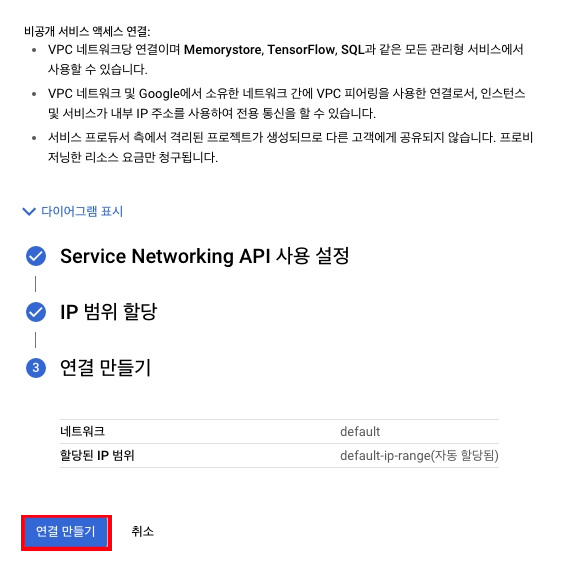 비공개 서비스 액세스 연결:
• VPC 네트워크당 연결이며 Memorystore, TensorFlow, SQL과 같은 모든 관리형 서비스에서
사용할 수 있습니다.
• VPC 네트워크 및 Google에서 소유한 네트워크 간에 VPC 피어링을 사용한 연결로서, 인스턴스
및 서비스가 내부 IP 주소를 사용하여 전용 통신을 할 수 있습니다.
• 서비스 프로듀서 측에서 격리된 프로젝트가 생성되므로 다른 고객에게 공유되지 않습니다. 프로비
저닝한 리소스 요금만 청구됩니다.
다이어그램 표시
Service Networking API 사용 설정
IP 범위 할당
3 연결 만들기
네트워크 default
할당된 IP 범위 default-ip-range(자동 할당됨)
연결 만들기 취소